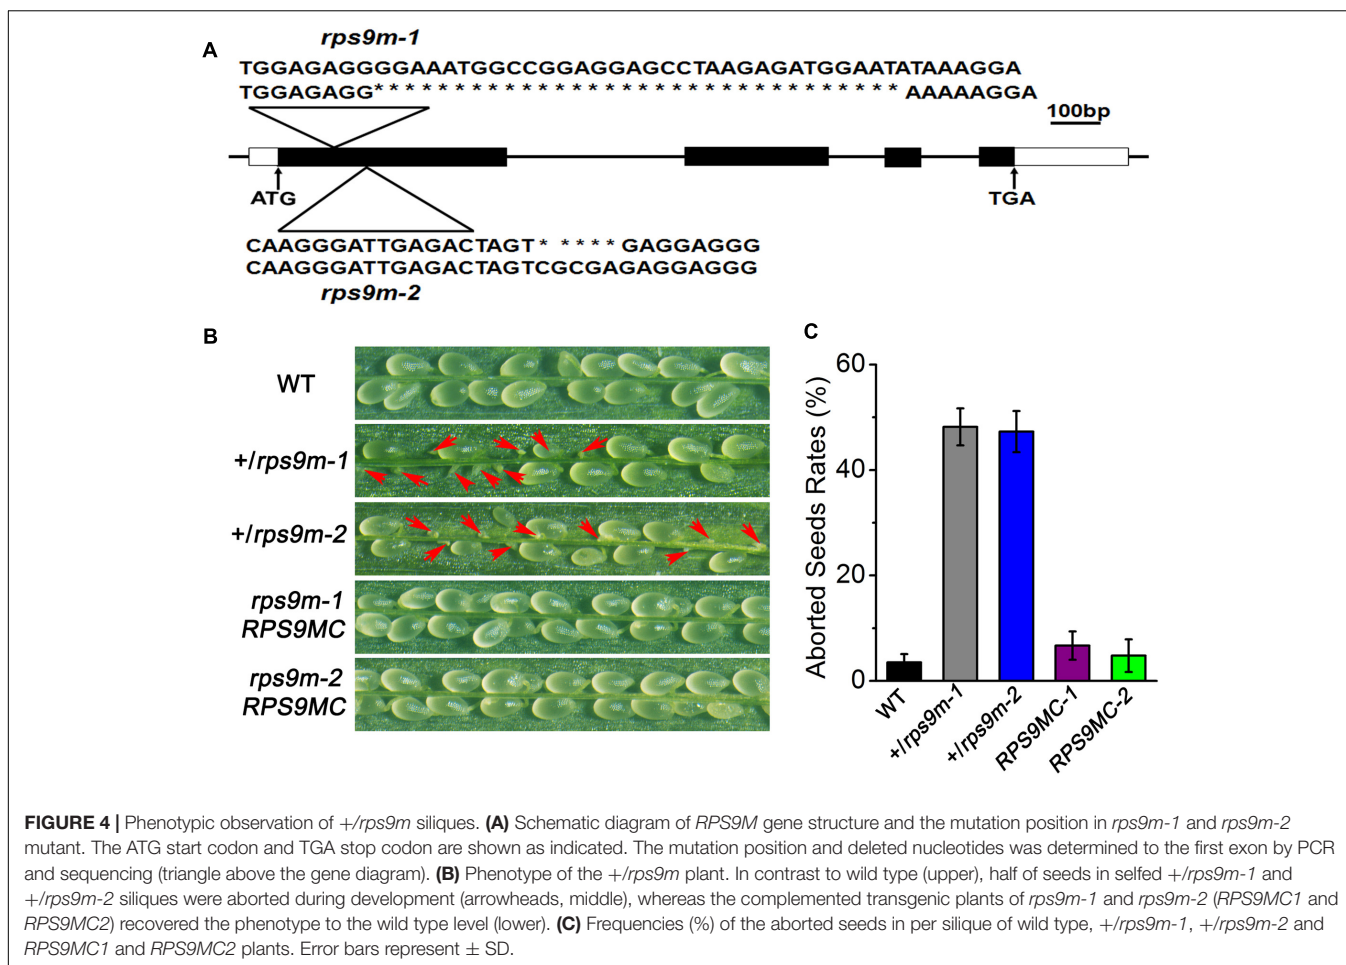 A
rps9m-1
TGGAGAGGGGAAATGGCCGGAGGAGCCTAAGAGATGGAATATAAAGGA
TGGAGAGG*********************************AAAAAGGA
100bp
ATG
TGA
CAAGGGATTGAGACTAGT*****GAGGAGGG
CAAGGGATTGAGACTAGTCGCGAGAGGAGGG
rps9m-2
B
WT
+/rps9m-1
+/rps9m-2
rps9m-1
RPS9MC
rps9m-2
RPS9MC
C
Aborted Seeds Rates (%)
60
40
20
0
WT
+/rps9m-1
+/rps9m-2
RPS9MC-1
RPS9MC-2
FIGURE 4 | Phenotypic observation of +/rps9m siliques. (A) Schematic diagram of RPS9M gene structure and the mutation position in rps9m-1 and rps9m-2
mutant. The ATG start codon and TGA stop codon are shown as indicated. The mutation position and deleted nucleotides was determined to the first exon by PCR
and sequencing (triangle above the gene diagram). (B) Phenotype of the +/rps9m plant. In contrast to wild type (upper), half of seeds in selfed +/rps9m-1 and
+/rps9m-2 siliques were aborted during development (arrowheads, middle), whereas the complemented transgenic plants of rps9m-1 and rps9m-2 (RPS9MC1 and
RPS9MC2) recovered the phenotype to the wild type level (lower). (C) Frequencies (%) of the aborted seeds in per silique of wild type, +/rps9m-1, +/rps9m-2 and
RPS9MC1 and RPS9MC2 plants. Error bars represent ± SD.